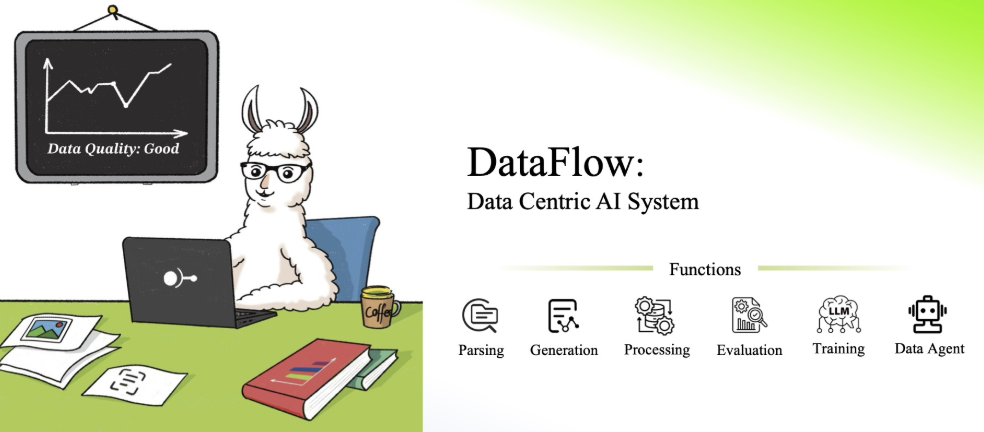 Data Quality: Good
Coffee
DataFlow:
Data Centric AI System
Functions
LLM
Parsing
Generation
Processing
Evaluation
Training
Data Agent